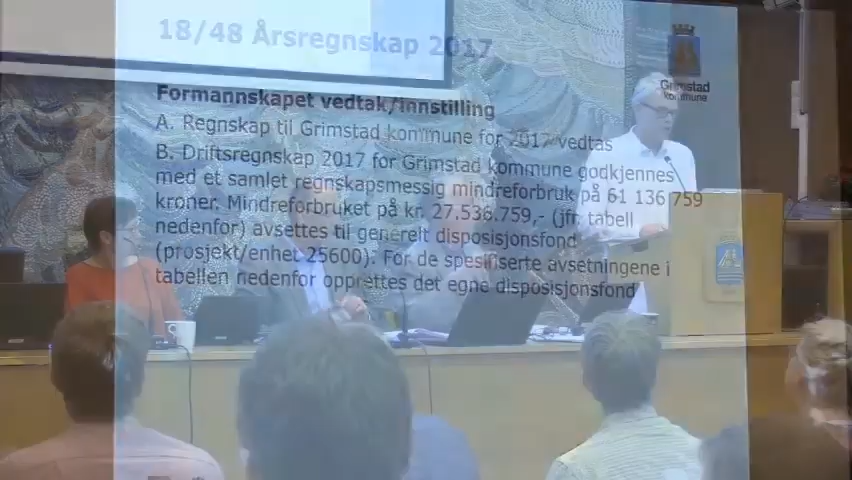 18/48 Årsregnskap 2017
Grimstad
kommune
Formannskapet vedtak/innstilling
A. Regnskap til Grimstad kommune for 2017 vedtas
B. Driftsregnskap 2017 for Grimstad kommune godkjennes
med et samlet regnskapsmessig mindreforbruk på 61 136 759
kroner. Mindreforbruket på kr. 27.536.759,- (jfr. tabell
nedenfor) avsettes til generelt disposisjonsfond
(prosjekt/enhet 25600). For de spesifiserte avsetningene i
tabellen nedenfor opprettes det egne disposisjonsfond